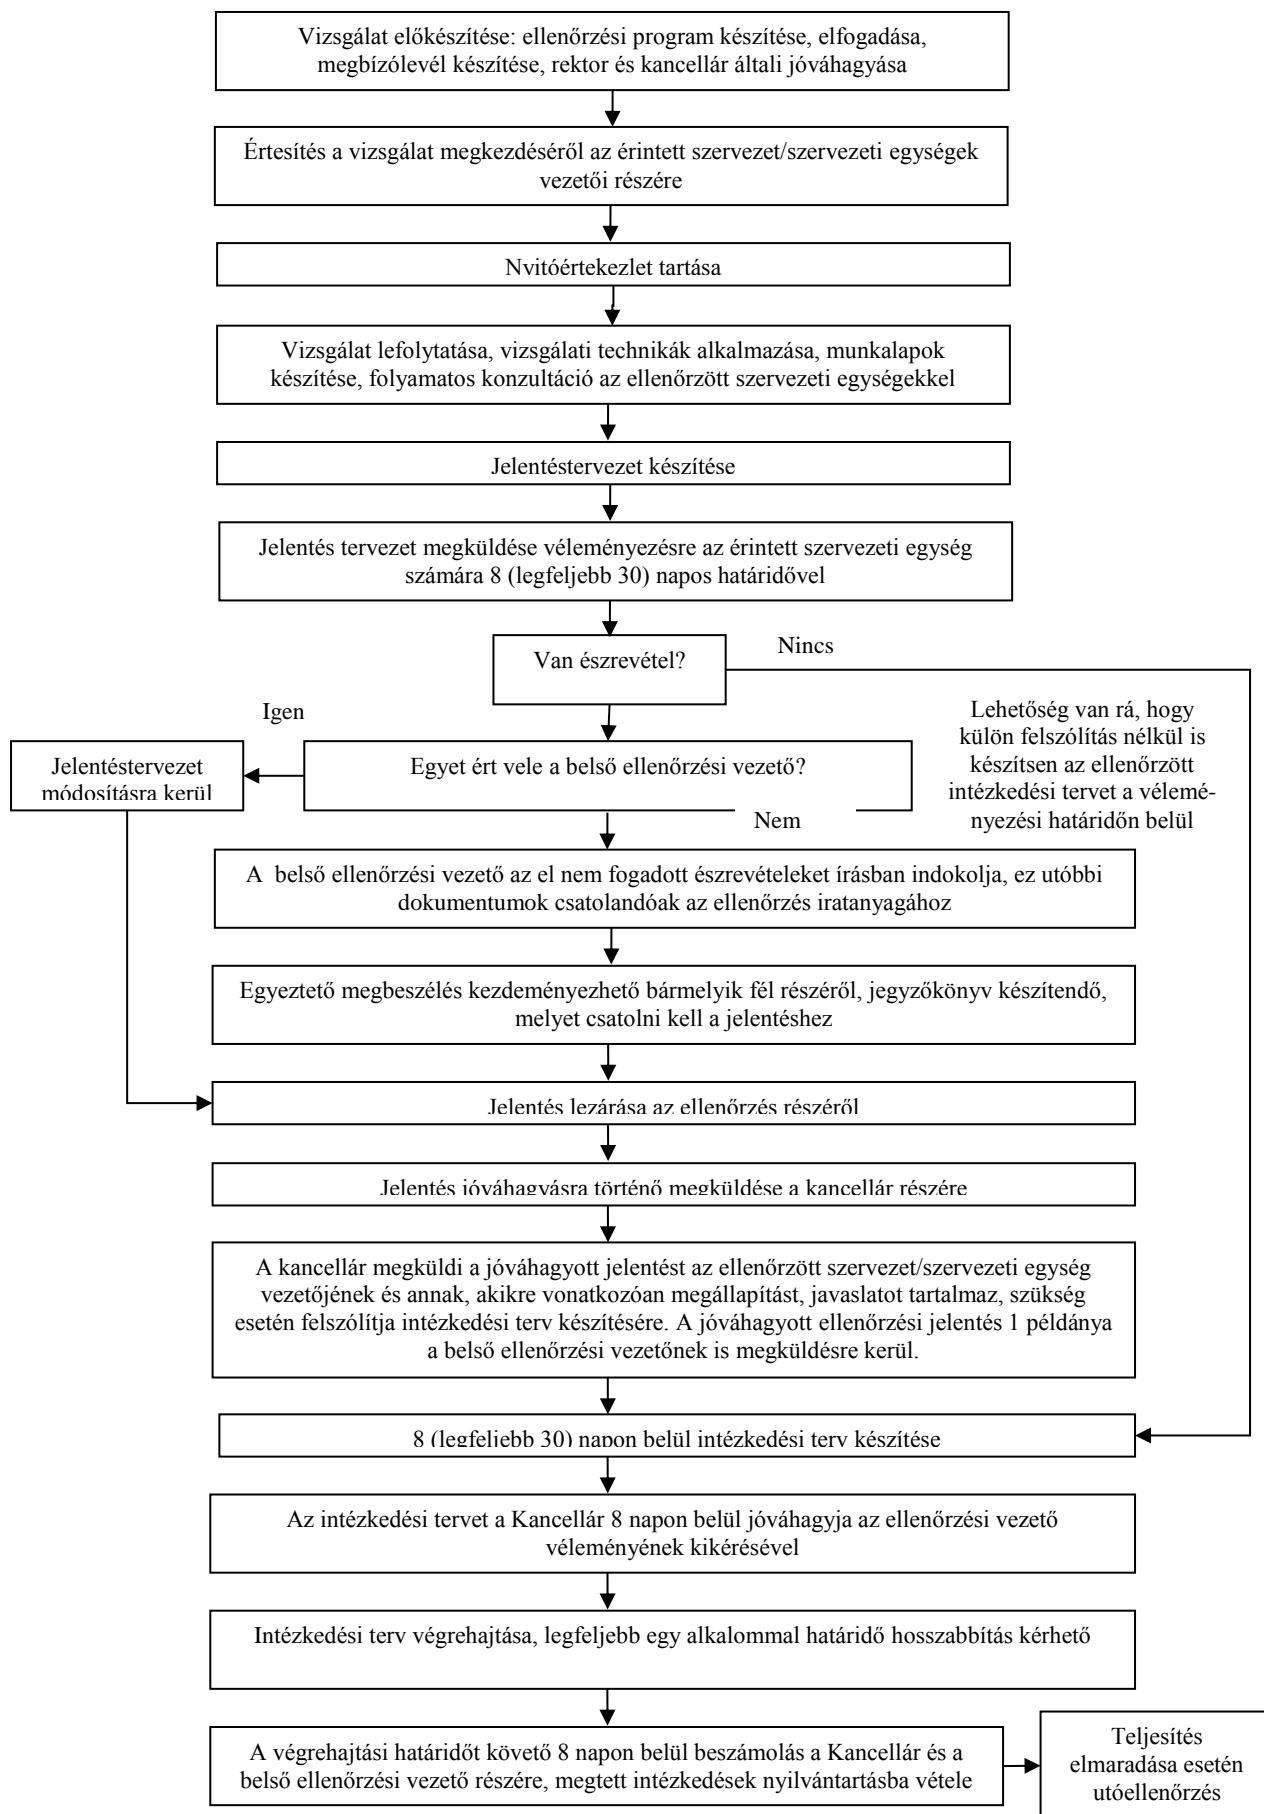 Vizsgálat előkészítése: ellenőrzési program készítése, elfogadása,
megbízólevél készítése, rektor és kancellár általi jóváhagyása
Értesítés a vizsgálat megkezdéséről az érintett szervezet/szervezeti egységek
vezetői részére
Nvitóértekezlet tartása
Vizsgálat lefolytatása, vizsgálati technikák alkalmazása, munkalapok
készítése, folyamatos konzultáció az ellenőrzött szervezeti egységekkel
Jelentéstervezet készítése
Jelentés tervezet megküldése véleményezésre az érintett szervezeti egység
számára 8 (legfeljebb 30) napos határidővel
Van észrevétel?
Nincs
Igen
Lehetőség van rá, hogy
külön felszólítás nélkül is
készítsen az ellenőrzött
intézkedési tervet a vélemé-
nyezési határidőn belül
Jelentéstervezet
módosításra kerül
Egyet ért vele a belső ellenőrzési vezető?
Nem
A belső ellenőrzési vezető az el nem fogadott észrevételeket írásban indokolja, ez utóbbi
dokumentumok csatolandóak az ellenőrzés iratanyagához
Egyeztető megbeszélés kezdeményezhető bármelyik fél részéről, jegyzőkönyv készítendő,
melyet csatolni kell a jelentéshez
Jelentés lezárása az ellenőrzés részéről
Jelentés jóváhagyásra történő megküldése a kancellár részére
A kancellár megküldi a jóváhagyott jelentést az ellenőrzött szervezet/szervezeti egység
vezetőjének és annak, akikre vonatkozóan megállapítást, javaslatot tartalmaz, szükség
esetén felszólítja intézkedési terv készítésére. A jóváhagyott ellenőrzési jelentés 1 példánya
a belső ellenőrzési vezetőnek is megküldésre kerül.
8 (legfeljebb 30) napon belül intézkedési terv készítése
Az intézkedési tervet a Kancellár 8 napon belül jóváhagyja az ellenőrzési vezető
véleményének kikérésével
Intézkedési terv végrehajtása, legfeljebb egy alkalommal határidő hosszabbítás kérhető
A végrehajtási határidőt követő 8 napon belül beszámolás a Kancellár és a
belső ellenőrzési vezető részére, megtett intézkedések nyilvántartásba vétele
Teljesítés
elmaradása esetén
utóellenőrzés